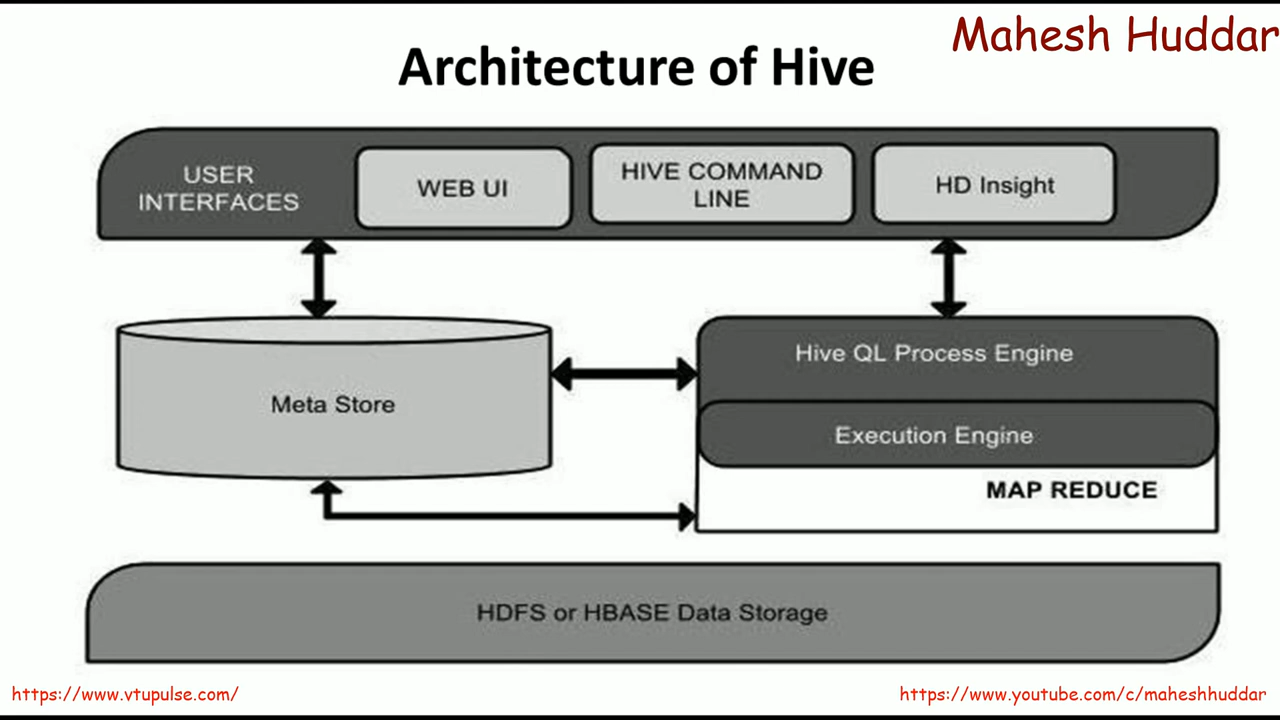 Mahesh Huddar
Architecture of Hive
USER
INTERFACES
WEB UI
HIVE COMMAND
LINE
HD Insight
Meta Store
Hive QL Process Engine
Execution Engine
MAP REDUCE
HDFS or HBASE Data Storage
https://www.vtupulse.com/
https://www.youtube.com/c/maheshhuddar